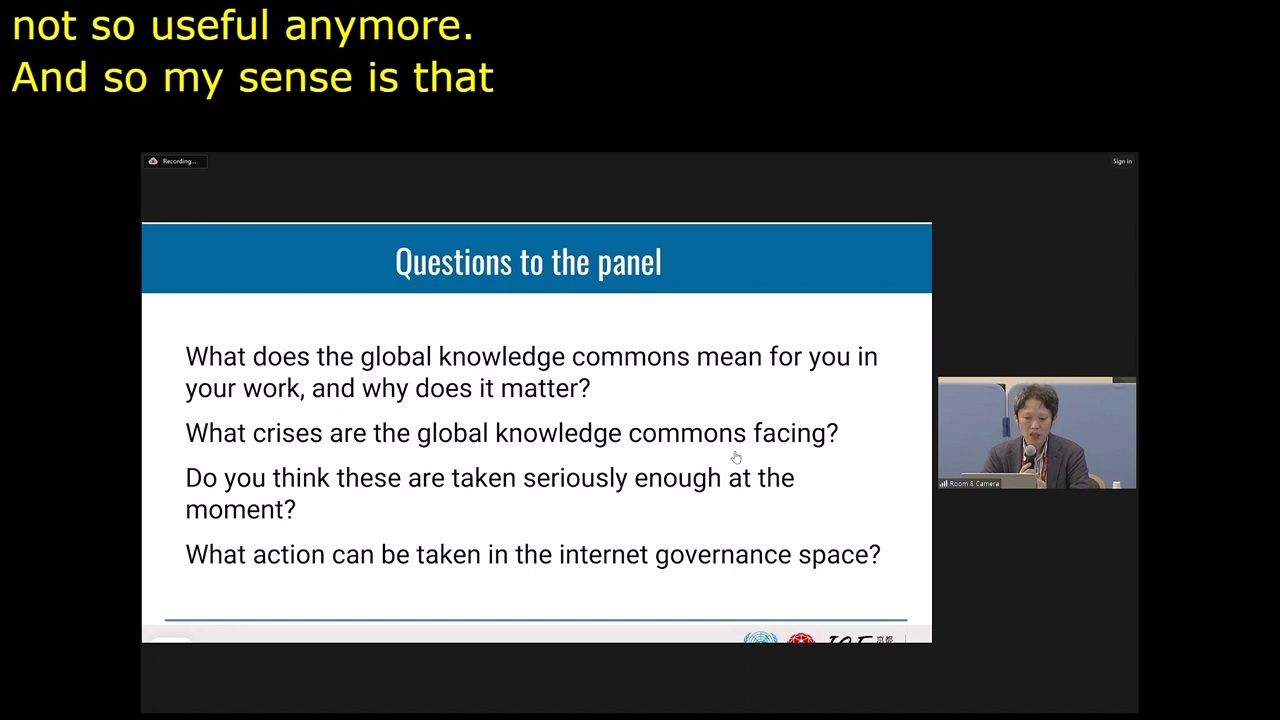 not so useful anymore.
And so my sense is that
Recording...
Sign in
Questions to the panel
What does the global knowledge commons mean for you in
your work, and why does it matter?
What crises are the global knowledge commons facing?
Do you think these are taken seriously enough at the
moment?
What action can be taken in the internet governance space?
Room 8 Camera
IGF 京都